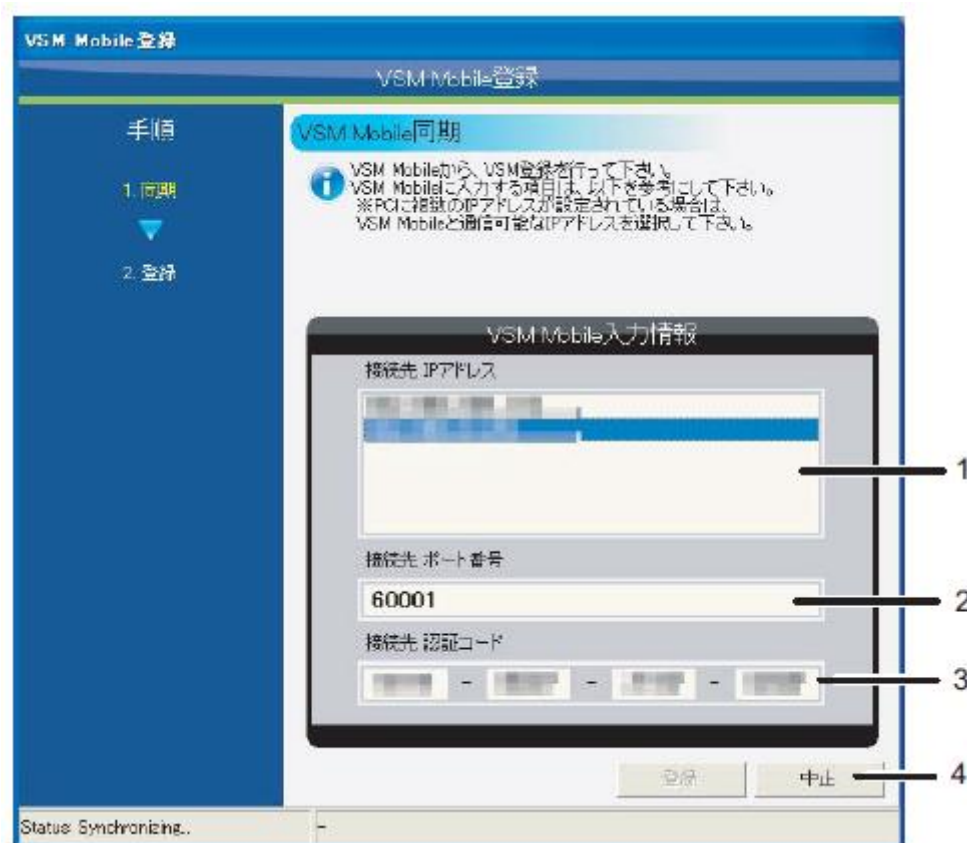 VSM Mobile登録
VSM Mobile登録
手順
1. 同期
2. 登録
VSM Mobile同期
VSM Mobileから、VSM登録を行って下さい。
VSM Mobileに入力する項目は、以下を参考にして下さい。
※PCに複数のIPアドレスが設定されている場合は、
VSM Mobileと通信可能なIPアドレスを選択して下さい。
VSM Mobile入力情報
接続先 IPアドレス
1
接続先 ポート番号
60001
2
接続先 認証コード
- - -
3
登録 中止
4
Status: Synchronizing.. -